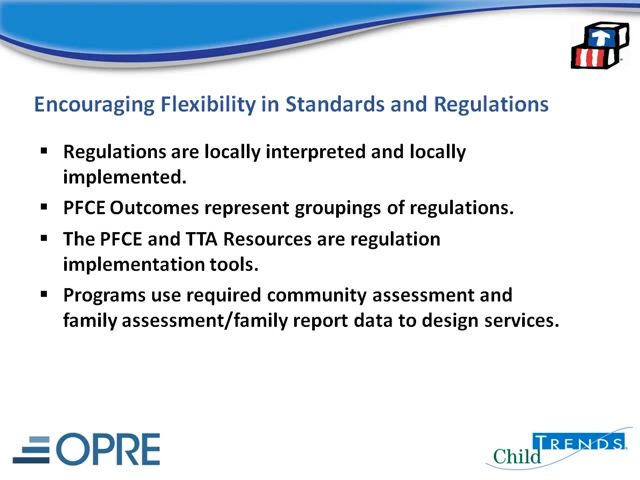 Encouraging Flexibility in Standards and Regulations
▪ Regulations are locally interpreted and locally
implemented.
▪ PFCE Outcomes represent groupings of regulations.
▪ The PFCE and TTA Resources are regulation
implementation tools.
▪ Programs use required community assessment and
family assessment/family report data to design services.
OPRE
Child TRENDS